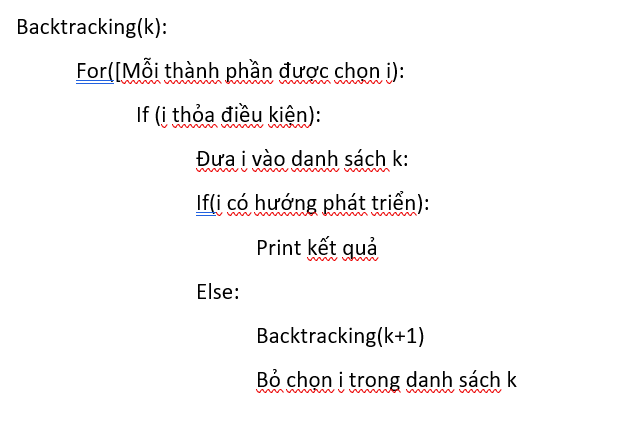 Backtracking(k):
For([Mỗi thành phần được chọn i):
If (i thỏa điều kiện):
Đưa i vào danh sách k:
If(i có hướng phát triển):
Print kết quả
Else:
Backtracking(k+1)
Bỏ chọn i trong danh sách k